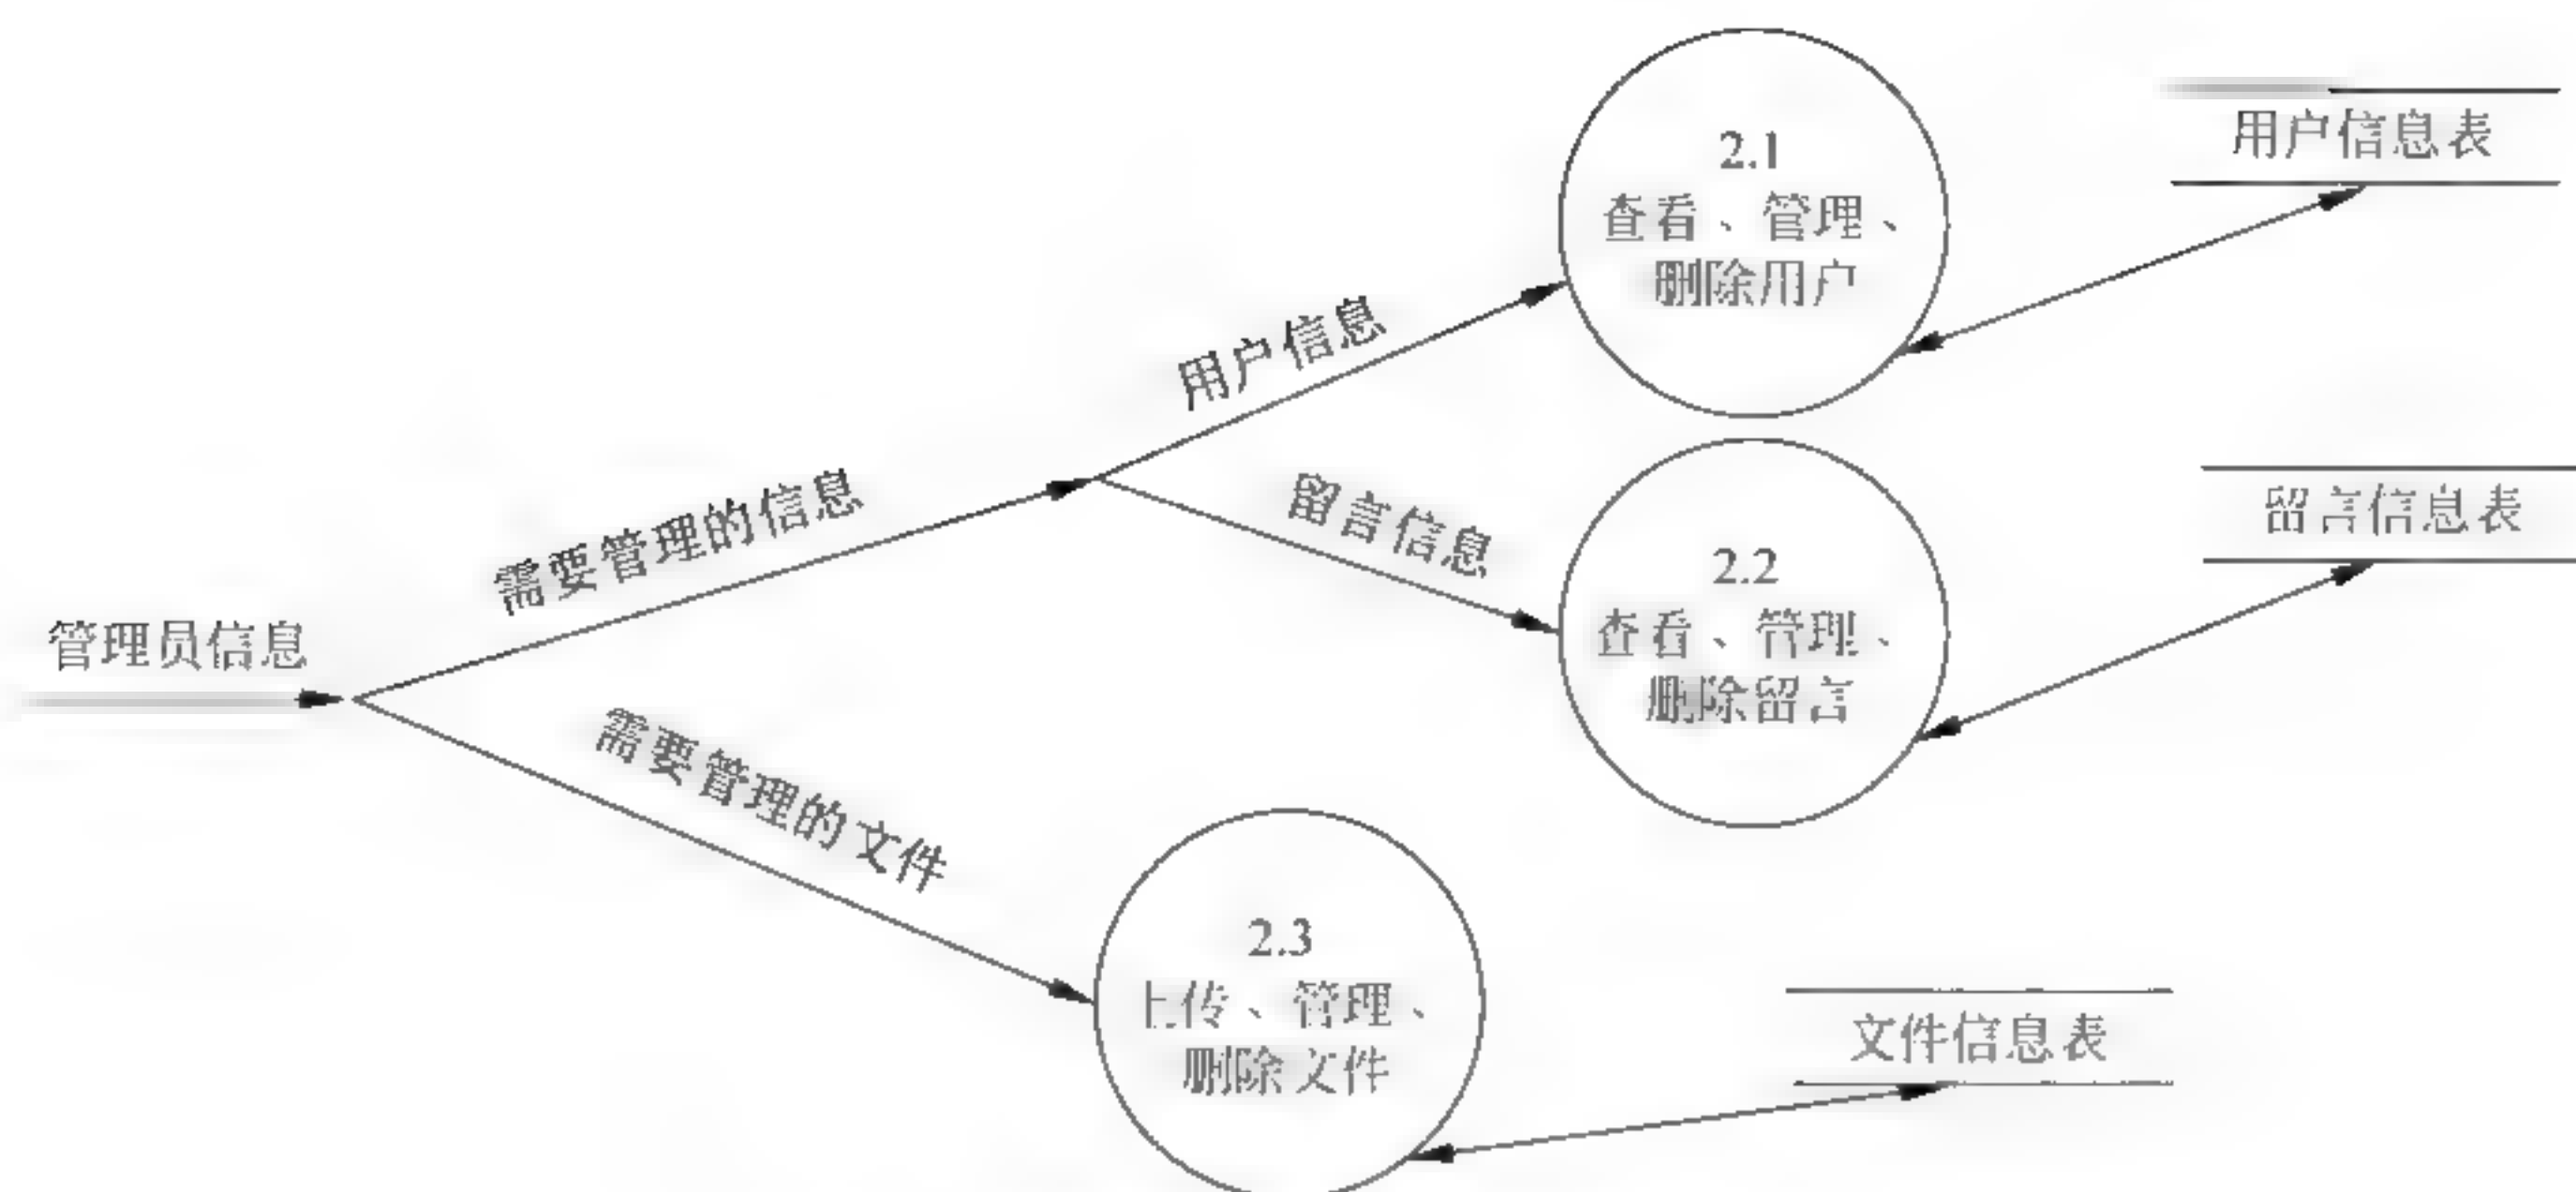 2.1
查看、管理、
删除用户
用户信息表
用户信息
需要管理的信息
留言信息
留言信息表
2.2
查看、管理、
删除留言
管理员信息
需要管理的文件
2.3
上传、管理、
删除文件
文件信息表